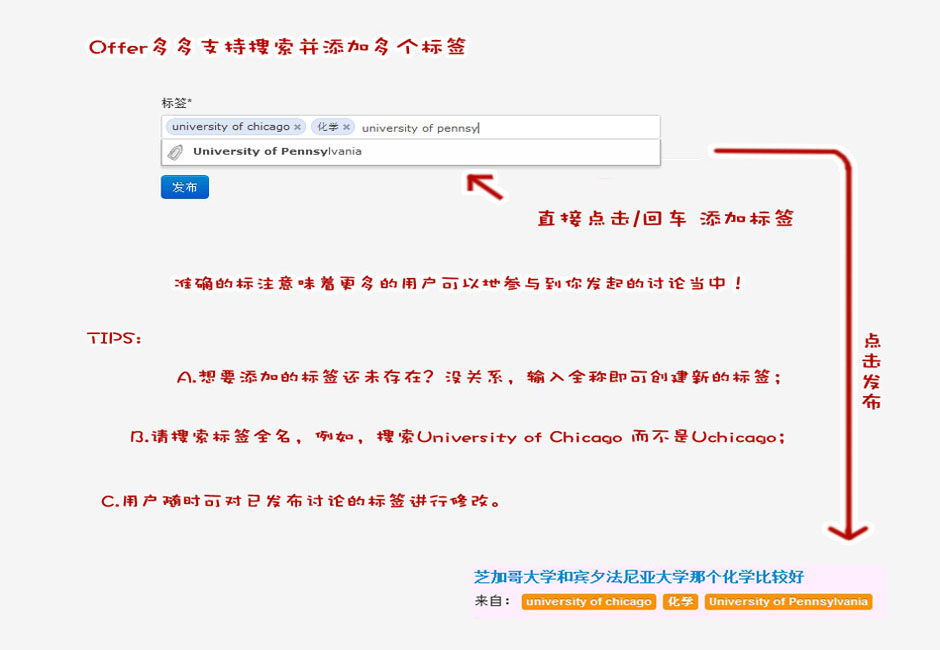 Offer多多支持搜索并添加多个标签
标签*
university of chicago × 化学 × university of pennsy
University of Pennsylvania
发布
直接点击/回车 添加标签
准确的标注意味着更多的用户可以地参与到你发起的讨论当中！
TIPS:
A.想要添加的标签还未存在？没关系，输入全称即可创建新的标签；
B.请搜索标签全名，例如，搜索University of Chicago 而不是Uchicago；
C.用户随时可对已发布讨论的标签进行修改。
点击发布
芝加哥大学和宾夕法尼亚大学那个化学比较好
来自： university of chicago 化学 University of Pennsylvania